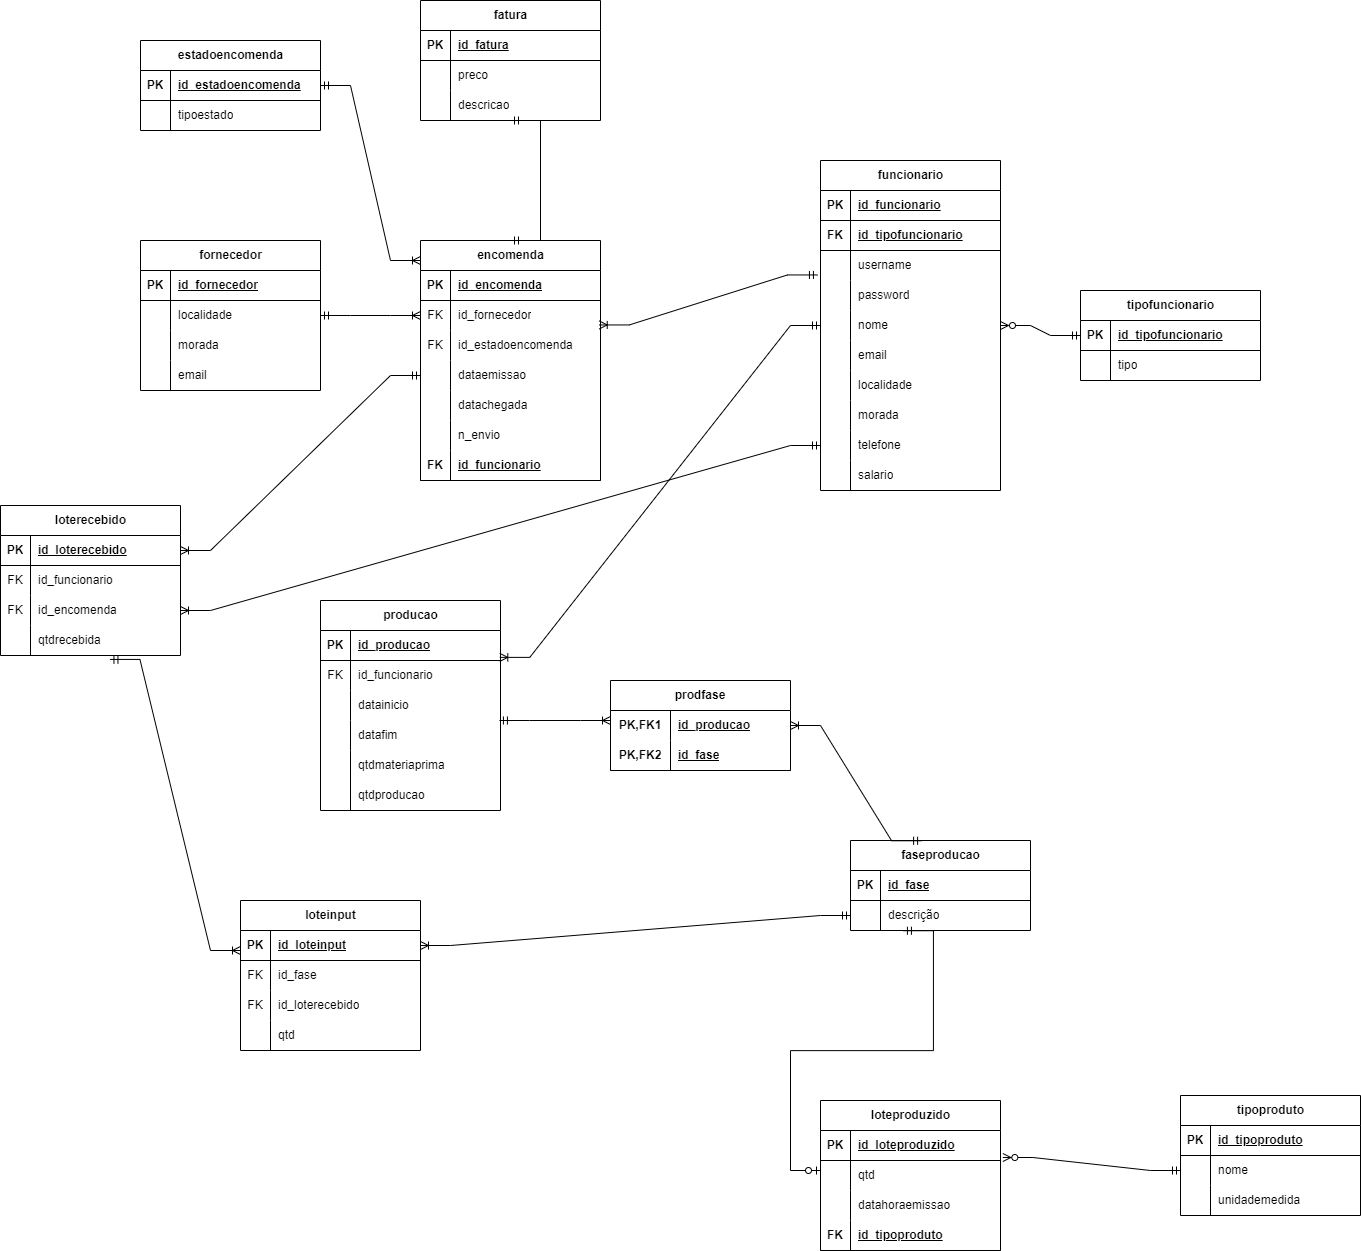 fatura
PK id_fatura
preco
descricao
estadoencomenda
PK id_estadoencomenda
tipoestado
funcionario
PK id_funcionario
FK id_tipofuncionario
username
password
nome
email
localidade
morada
telefone
salario
fornecedor
PK id_fornecedor
localidade
morada
email
encomenda
PK id_encomenda
FK id_fornecedor
FK id_estadoencomenda
dataemissao
datachegada
n_envio
FK id_funcionario
tipofuncionario
PK id_tipofuncionario
tipo
loterecebido
PK id_loterecebido
FK id_funcionario
FK id_encomenda
qtdrecebida
producao
PK id_producao
FK id_funcionario
datainicio
datafim
qtdmateriaprima
qtdproducao
prodfase
PK,FK1 id_producao
PK,FK2 id_fase
faseproducao
PK id_fase
descrição
loteinput
PK id_loteinput
FK id_fase
FK id_loterecebido
qtd
loteproduzido
PK id_loteproduzido
qtd
datahoraemissao
FK id_tipoproduto
tipoproduto
PK id_tipoproduto
nome
unidademedida